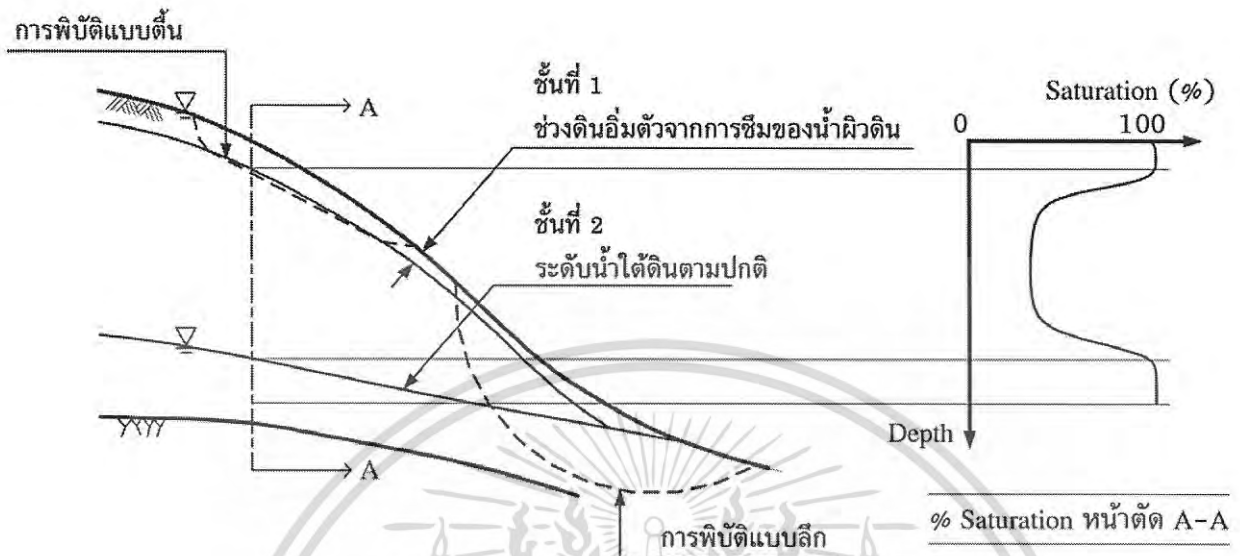 การพิบัติแบบตื้น
A
ชั้นที่ 1
ช่วงดินอิ่มตัวจากการซึมของน้ำผิวดิน
ชั้นที่ 2
ระดับน้ำใต้ดินตามปกติ
A
การพิบัติแบบลึก
Saturation (%)
0 100
Depth
% Saturation หน้าตัด A-A